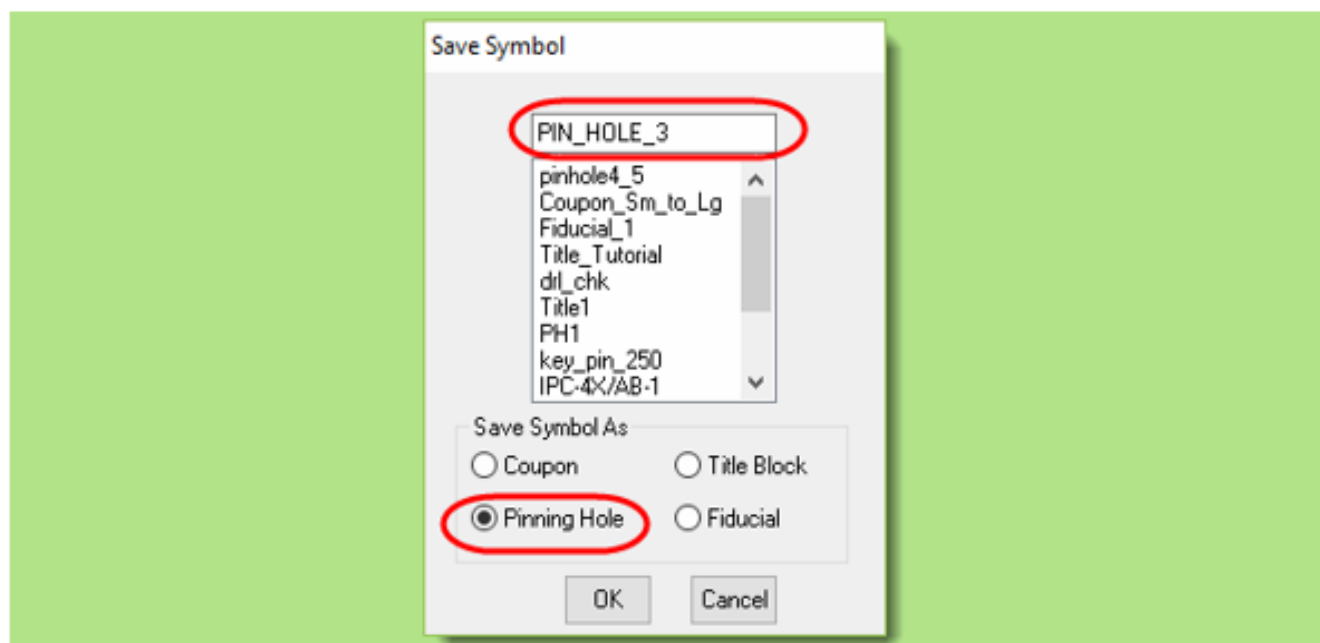 Save Symbol
PIN_HOLE_3
pinhole4_5
Coupon_Sm_to_Lg
Fiducial_1
Title_Tutorial
drl_chk
Title1
PH1
key_pin_250
IPC-4X/AB-1
Save Symbol As
Coupon
Title Block
Pinning Hole
Fiducial
OK
Cancel